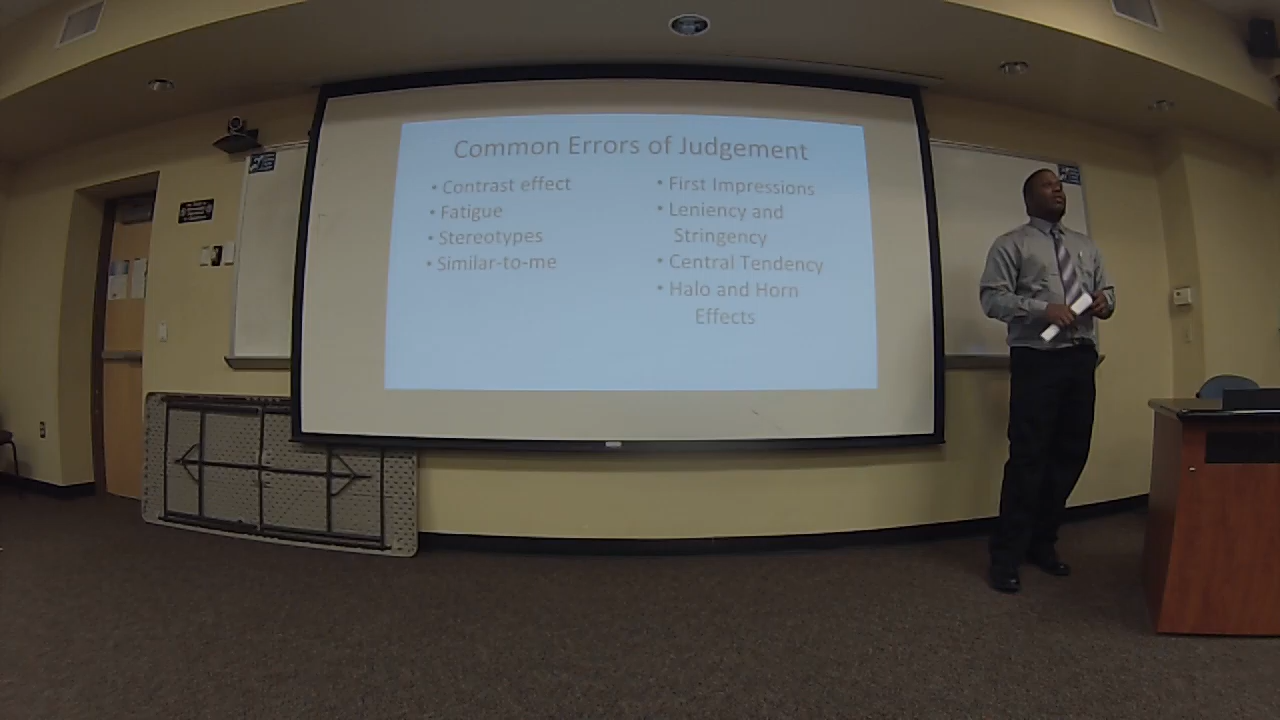 Common Errors of Judgement
• Contrast effect
• Fatigue
• Stereotypes
• Similar-to-me
• First Impressions
• Leniency and
Stringency
• Central Tendency
• Halo and Horn
Effects